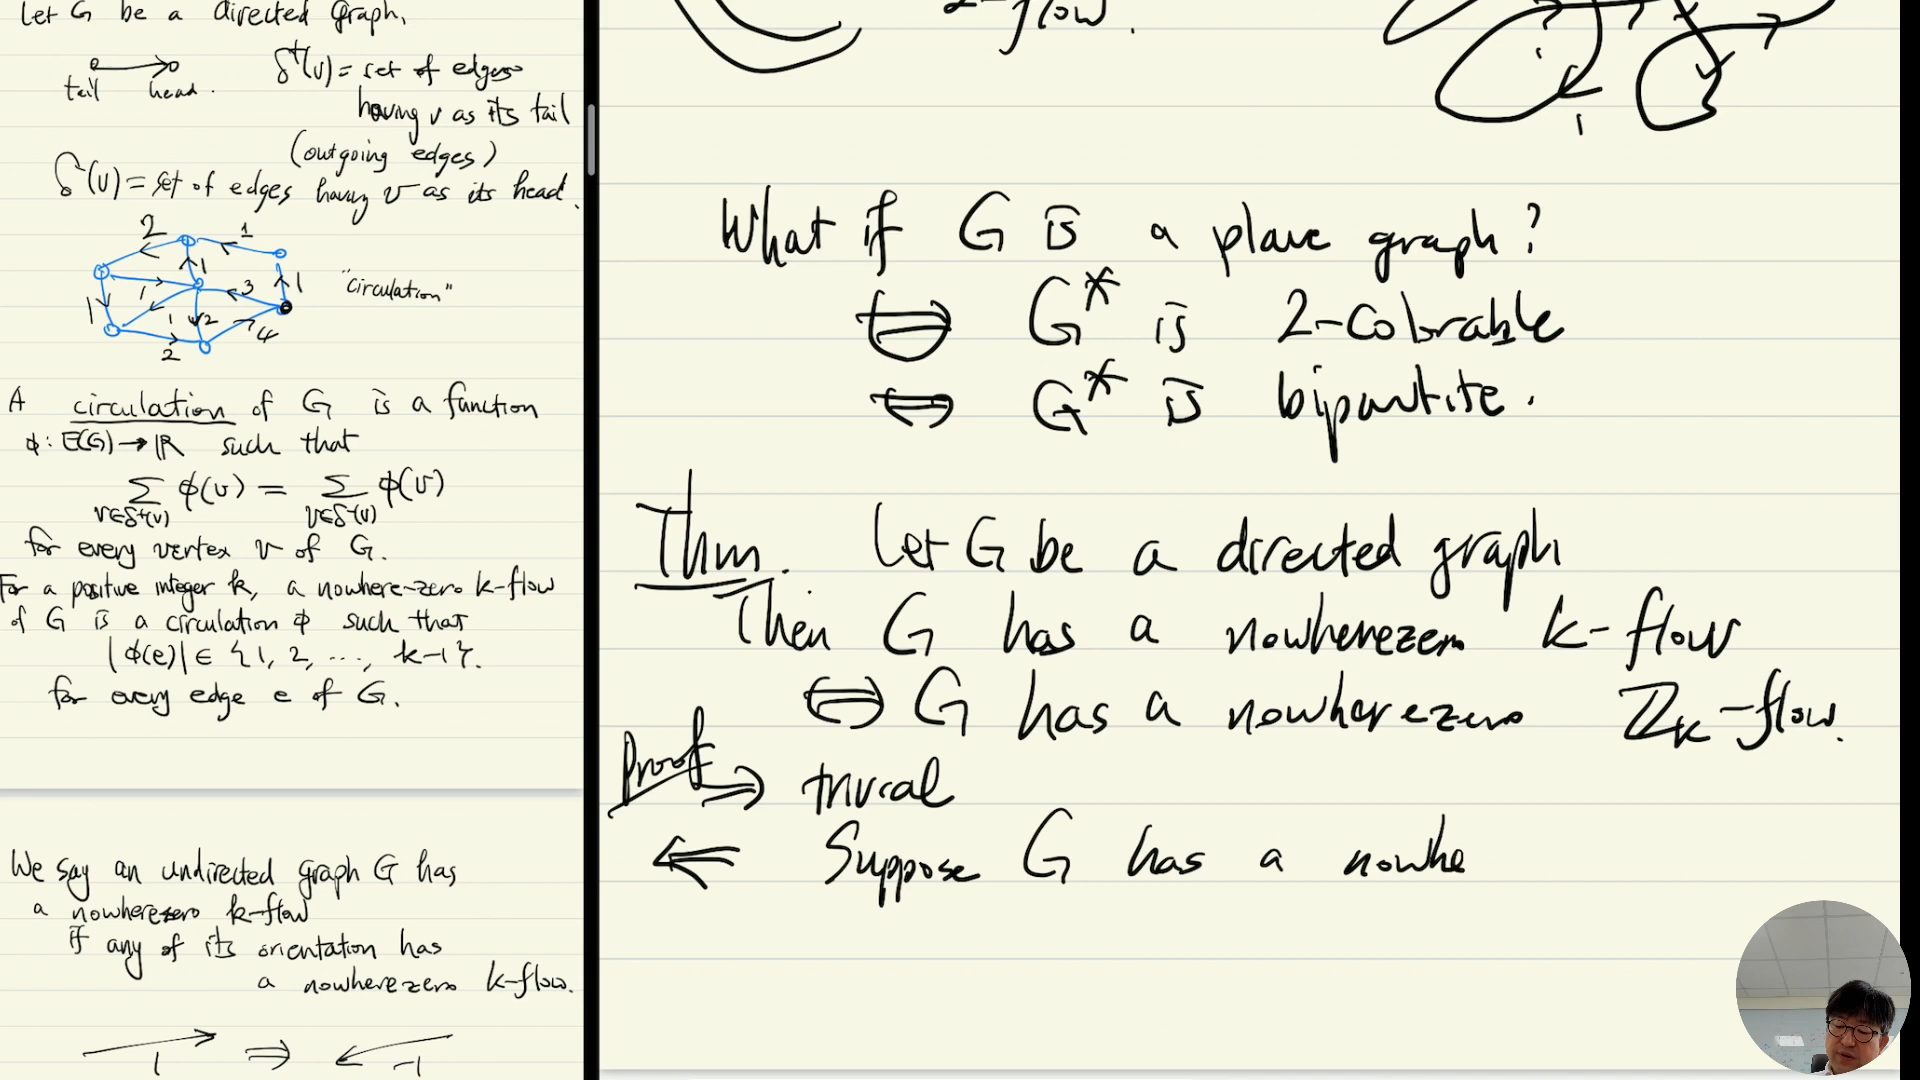 Let G be a directed graph.
tail head.
δ⁺(v) = set of edges
having v as its tail
(outgoing edges)
δ⁻(v) = set of edges having v as its head.
2 1
1 1 3 1 "circulation"
1 1 2 4
2
A circulation of G is a function
ϕ: E(G) → ℝ such that
∑ ϕ(v) = ∑ ϕ(v)
v∈δ⁺(v) v∈δ⁻(v)
for every vertex v of G.
For a positive integer k, a nowhere-zero k-flow
of G is a circulation ϕ such that
|ϕ(e)| ∈ {1, 2, ..., k-1}.
for every edge e of G.
We say an undirected graph G has
a nowherezero k-flow
if any of its orientation has
a nowherezero k-flow.
1 ⇒ -1
2-flow.
1
What if G is a plane graph?
⇔ G* is 2-colorable
⇔ G* is bipartite.
Thm. Let G be a directed graph
Then G has a nowherezero k-flow
⇔ G has a nowherezero ℤₖ-flow.
Proof ⇒ trivial
⇐ Suppose G has a nowhe